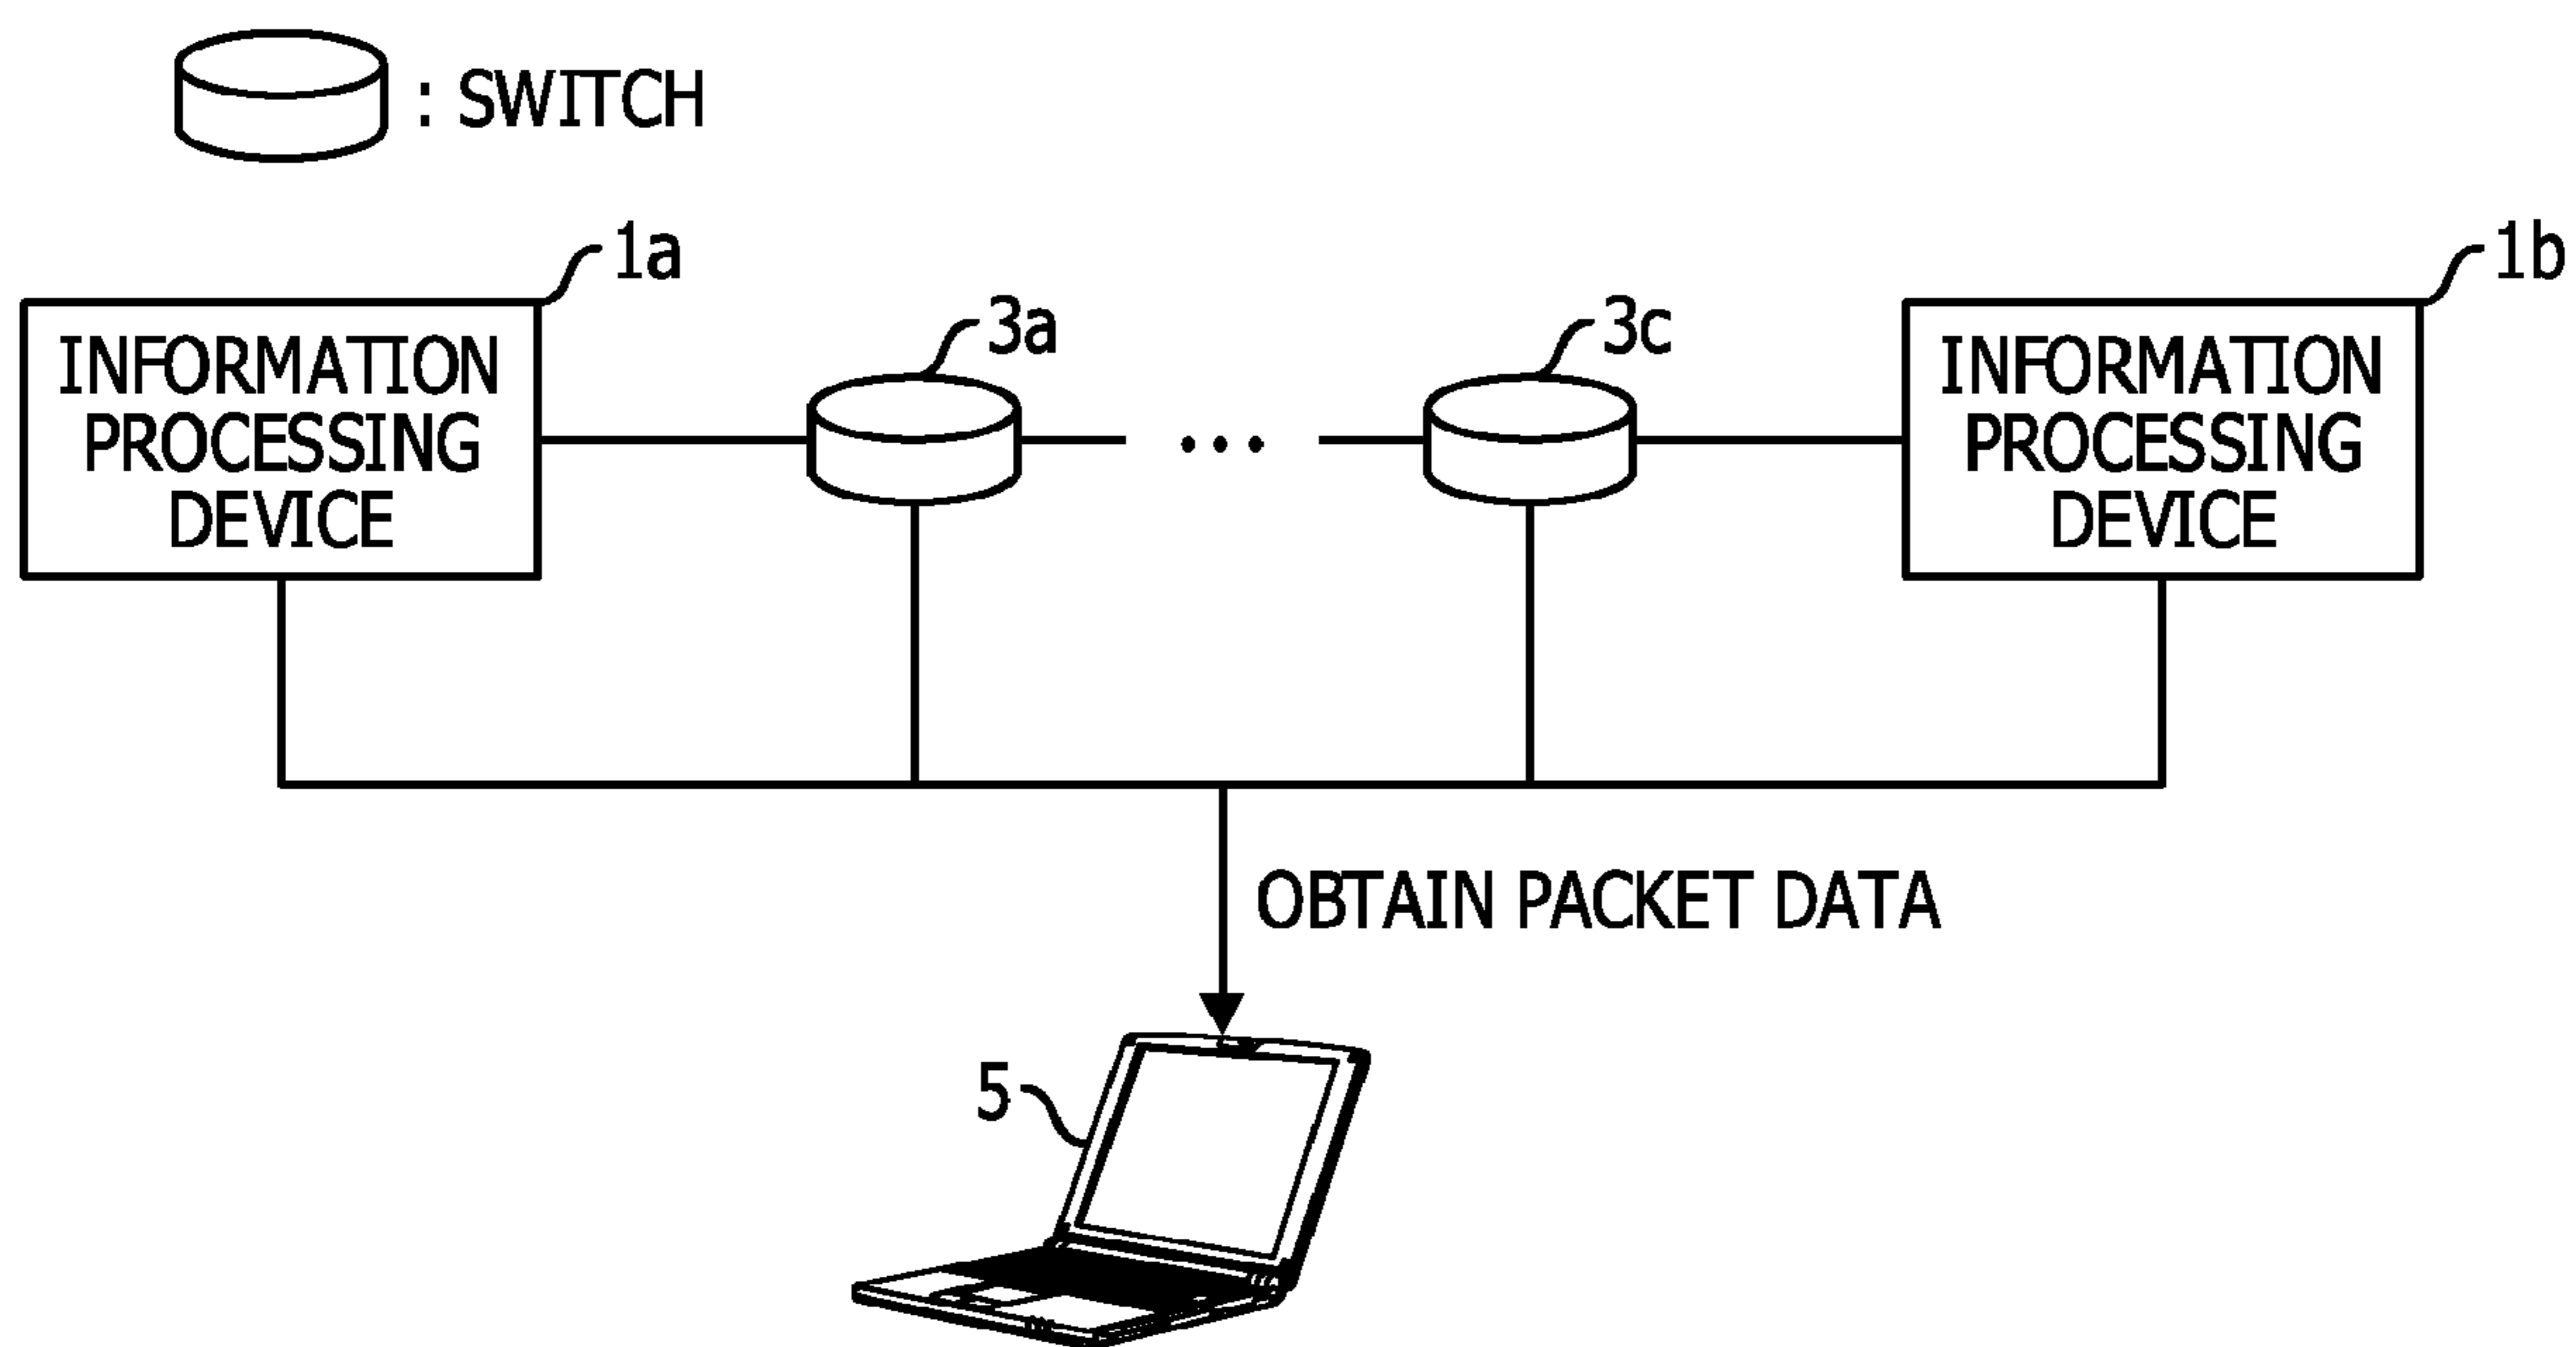 : SWITCH
1a
1b
3a
3c
INFORMATION
PROCESSING
DEVICE
INFORMATION
PROCESSING
DEVICE
...
OBTAIN PACKET DATA
5